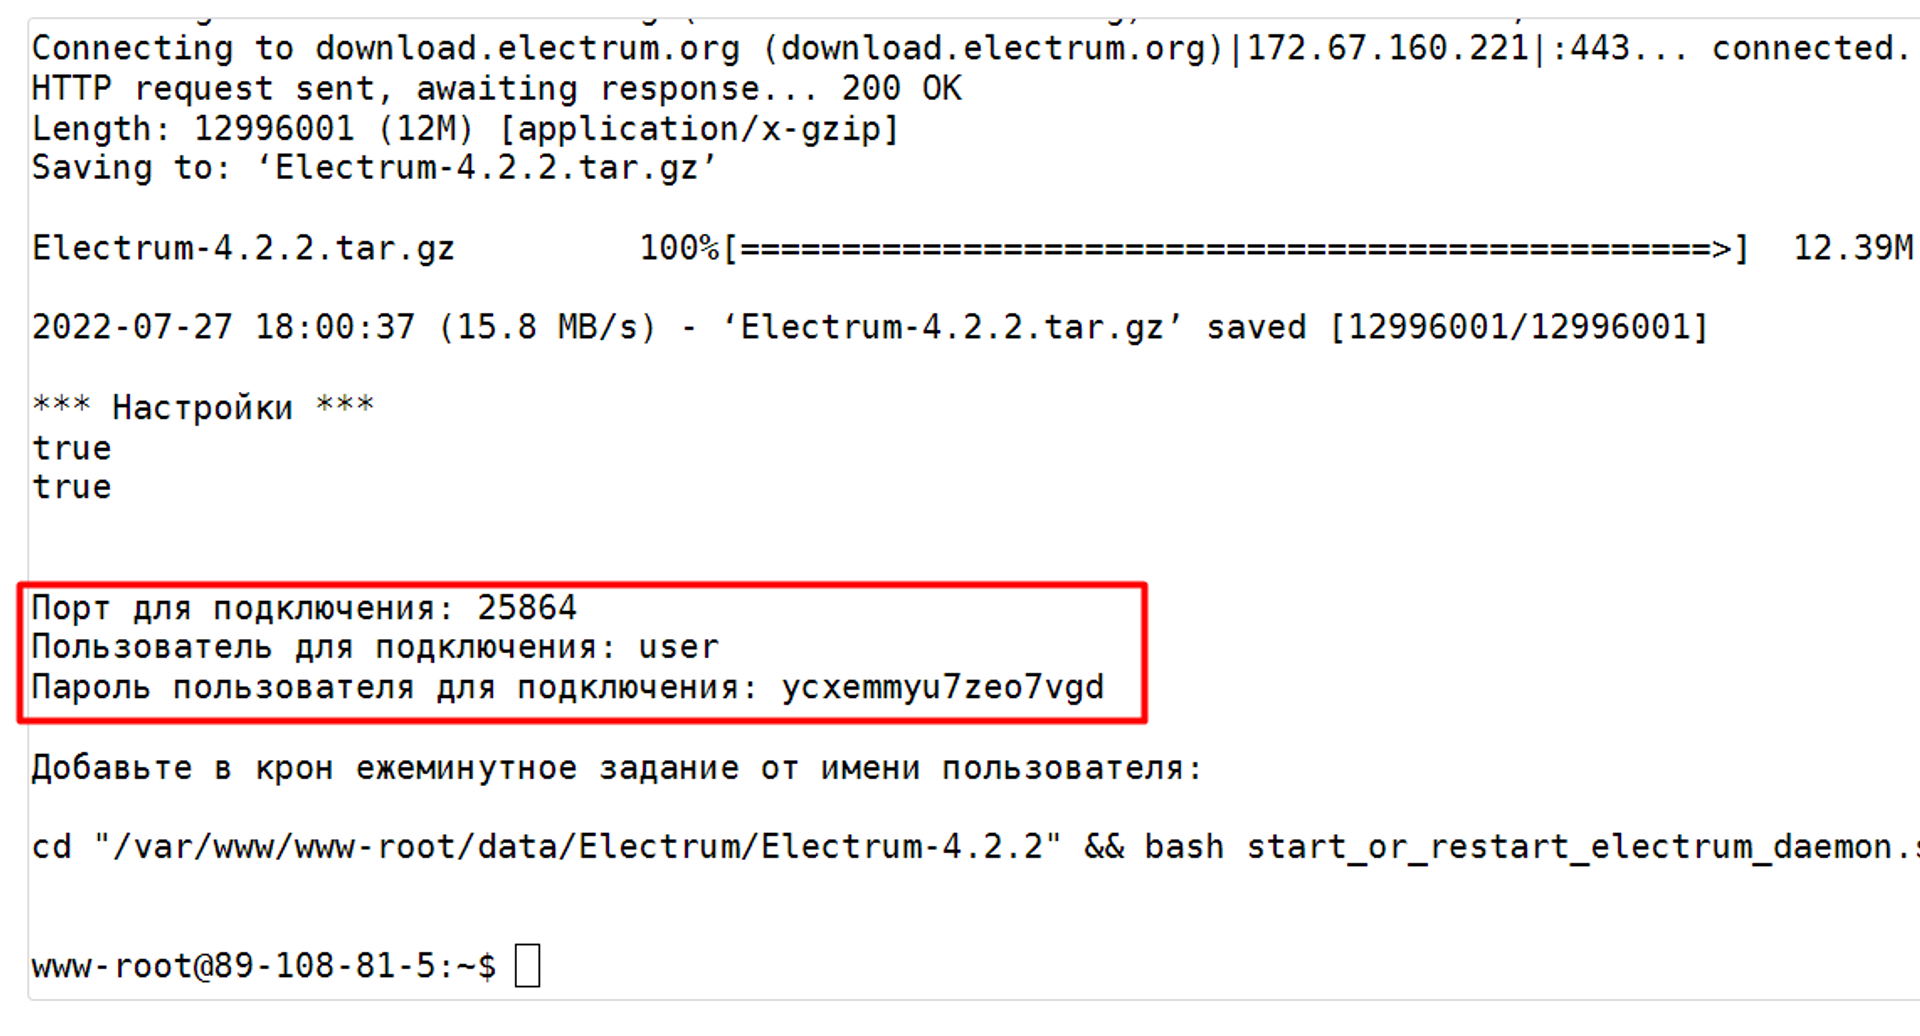 Connecting to download.electrum.org (download.electrum.org)|172.67.160.221|:443... connected.
HTTP request sent, awaiting response... 200 OK
Length: 12996001 (12M) [application/x-gzip]
Saving to: ‘Electrum-4.2.2.tar.gz’
Electrum-4.2.2.tar.gz 100%[================================================>] 12.39M
2022-07-27 18:00:37 (15.8 MB/s) - ‘Electrum-4.2.2.tar.gz’ saved [12996001/12996001]
*** Настройки ***
true
true
Порт для подключения: 25864
Пользователь для подключения: user
Пароль пользователя для подключения: ycxemmyu7zeo7vgd
Добавьте в крон ежеминутное задание от имени пользователя:
cd "/var/www/www-root/data/Electrum/Electrum-4.2.2" && bash start_or_restart_electrum_daemon.s
www-root@89-108-81-5:~$